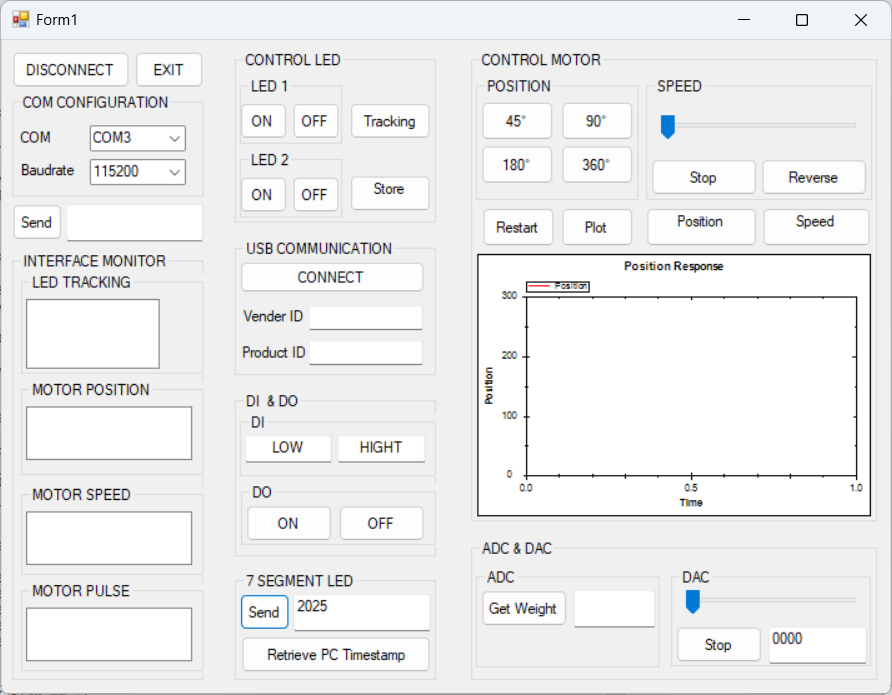 Form1
DISCONNECT
EXIT
COM CONFIGURATION
COM
COM3
Baudrate
115200
Send
INTERFACE MONITOR
LED TRACKING
MOTOR POSITION
MOTOR SPEED
MOTOR PULSE
CONTROL LED
LED 1
ON
OFF
Tracking
LED 2
ON
OFF
Store
USB COMMUNICATION
CONNECT
Vender ID
Product ID
DI & DO
DI
LOW
HIGHT
DO
ON
OFF
7 SEGMENT LED
Send
2025
Retrieve PC Timestamp
CONTROL MOTOR
POSITION
45°
90°
180°
360°
SPEED
Stop
Reverse
Restart
Plot
Position
Speed
Position Response
Position
300
200
100
0
Position
0.0
0.5
1.0
Time
ADC & DAC
ADC
Get Weight
DAC
Stop
0000